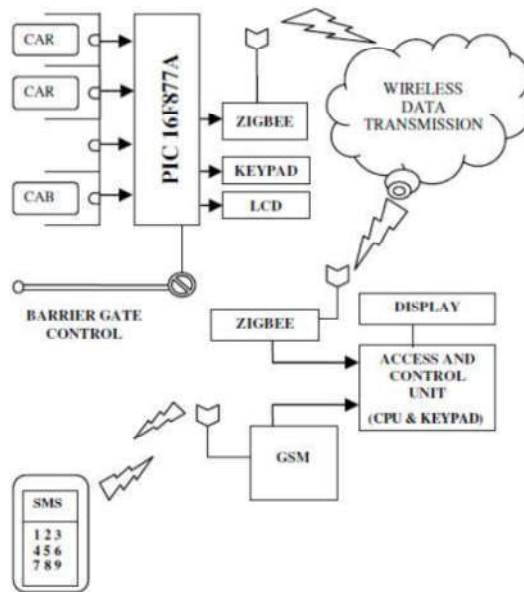 CAR
CAR
CAB
PIC 16F877A
ZIGBEE
KEYPAD
LCD
WIRELESS
DATA
TRANSMISSION
BARRIER GATE
CONTROL
ZIGBEE
DISPLAY
ACCESS AND
CONTROL
UNIT
(CPU & KEYPAD)
GSM
SMS
1 2 3
4 5 6
7 8 9